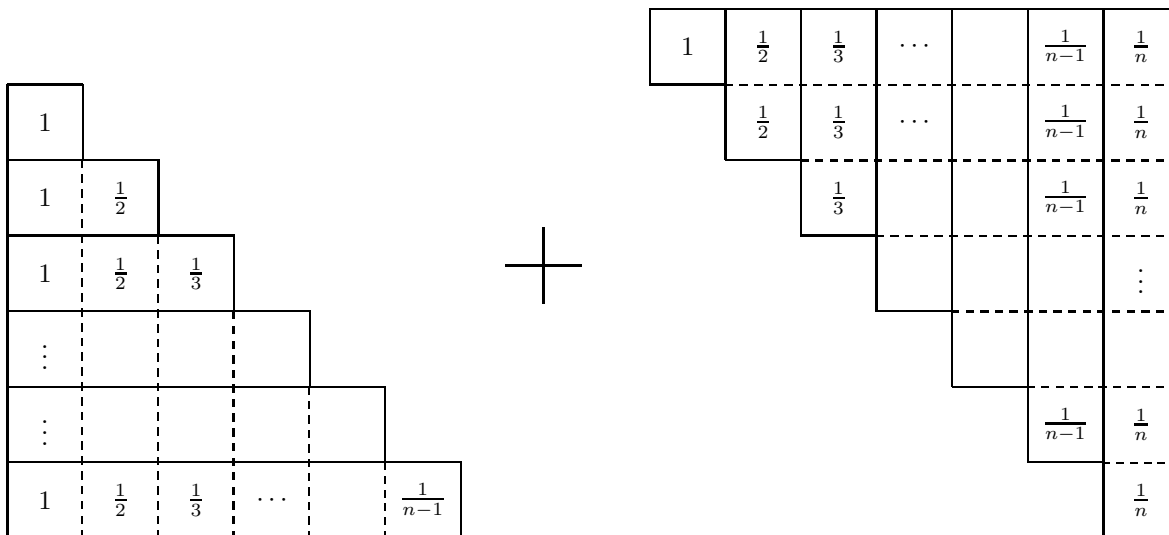 1 1/2 1/3 ··· 1/(n−1) 1/n
1 1/2 1/3 ··· 1/(n−1) 1/n
1 1/2 1/3 1/(n−1) 1/n
1 1/2 1/3 + ⋮
⋮
⋮ 1/(n−1) 1/n
1 1/2 1/3 ··· 1/(n−1) 1/n